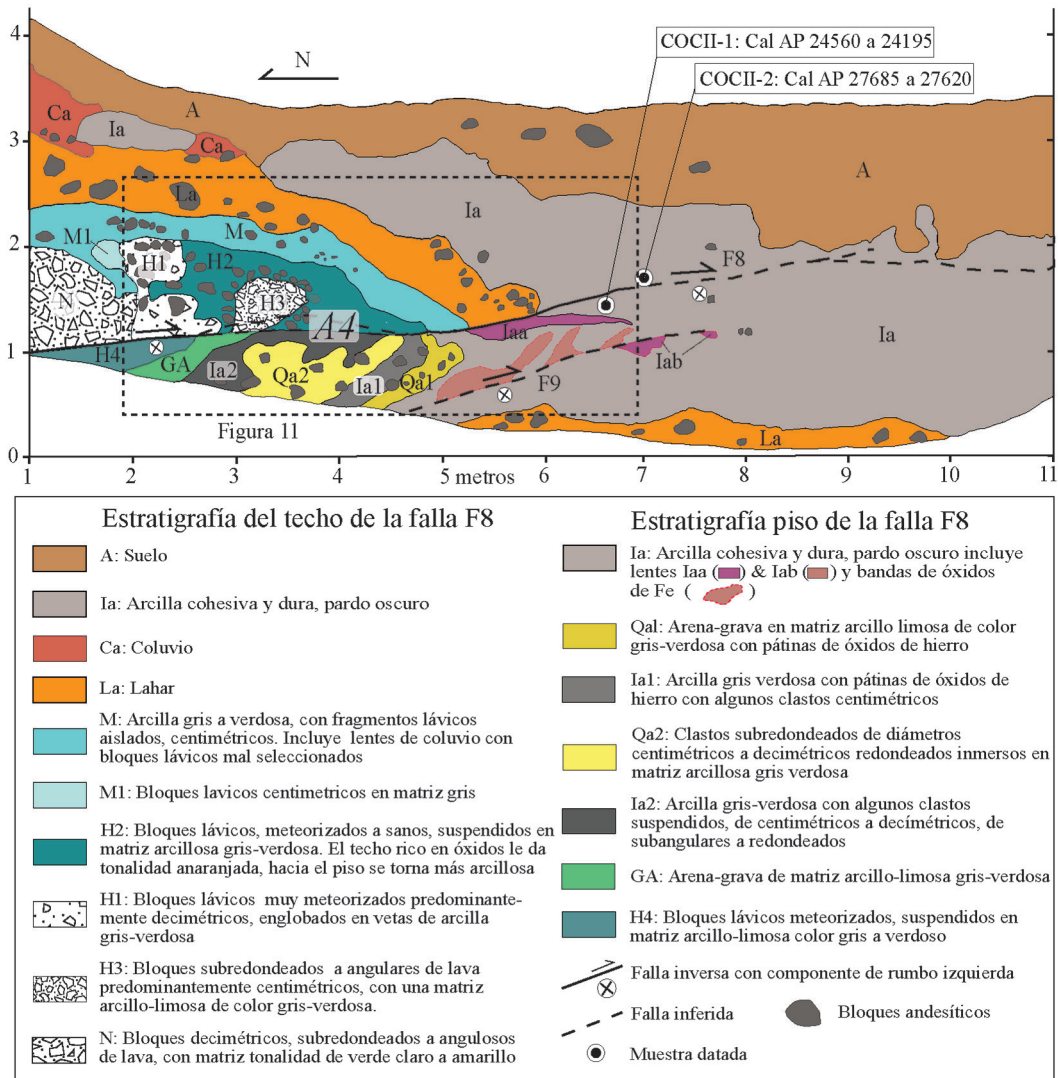 4
3
2
1
0
N
COCII-1: Cal AP 24560 a 24195
COCII-2: Cal AP 27685 a 27620
Ca
Ia
A
Ca
La
Ia
A
M1
M
H1
H2
F8
N
H3
A4
Iaa
Ia
H4
GA
Ia2
Qa2
Ia1
Qa1
F9
Iab
La
Figura 11
1
2
3
4
5 metros
6
7
8
9
10
11
Estratigrafía del techo de la falla F8
A: Suelo
Ia: Arcilla cohesiva y dura, pardo oscuro
Ca: Coluvio
La: Lahar
M: Arcilla gris a verdosa, con fragmentos lávicos
aislados, centimétricos. Incluye lentes de coluvio con
bloques lávicos mal seleccionados
M1: Bloques lavicos centimetricos en matriz gris
H2: Bloques lávicos, meteorizados a sanos, suspendidos en
matriz arcillosa gris-verdosa. El techo rico en óxidos le da
tonalidad anaranjada, hacia el piso se torna más arcillosa
H1: Bloques lávicos muy meteorizados predominante-
mente decimétricos, englobados en vetas de arcilla
gris-verdosa
H3: Bloques subredondeados a angulares de lava
predominantemente centimétricos, con una matriz
arcillo-limosa de color gris-verdosa.
N: Bloques decimétricos, subredondeados a angulosos
de lava, con matriz tonalidad de verde claro a amarillo
Estratigrafía piso de la falla F8
Ia: Arcilla cohesiva y dura, pardo oscuro incluye
lentes Iaa ( ) & Iab ( ) y bandas de óxidos
de Fe ( )
Qal: Arena-grava en matriz arcillo limosa de color
gris-verdosa con pátinas de óxidos de hierro
Ia1: Arcilla gris verdosa con pátinas de óxidos de
hierro con algunos clastos centimétricos
Qa2: Clastos subredondeados de diámetros
centimétricos a decimétricos redondeados inmersos en
matriz arcillosa gris verdosa
Ia2: Arcilla gris-verdosa con algunos clastos
suspendidos, de centimétricos a decímétricos, de
subangulares a redondeados
GA: Arena-grava de matriz arcillo-limosa gris-verdosa
H4: Bloques lávicos meteorizados, suspendidos en
matriz arcillo-limosa color gris a verdoso
Falla inversa con componente de rumbo izquierda
Falla inferida
Bloques andesíticos
Muestra datada